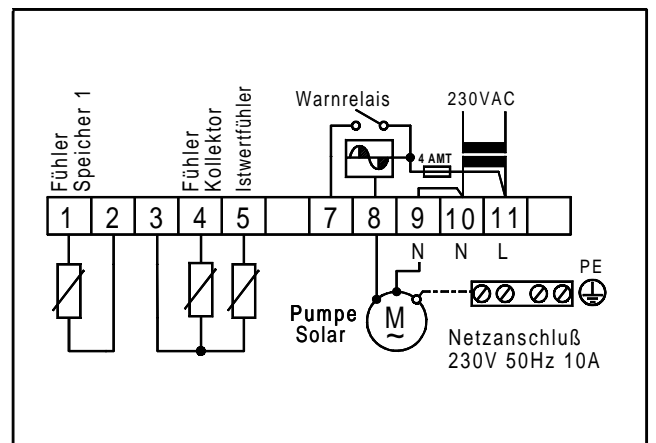 Fühler
Speicher 1
Fühler
Kollektor
Istwertfühler
Warnrelais
230VAC
4 AMT
1 2 3 4 5 7 8 9 10 11
N N L
PE
Pumpe
Solar
M
~
Netzanschluß
230V 50Hz 10A